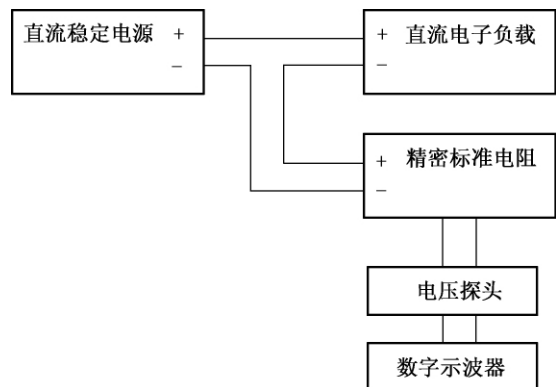 直流稳定电源 +
−
+ 直流电子负载
−
+ 精密标准电阻
−
电压探头
数字示波器